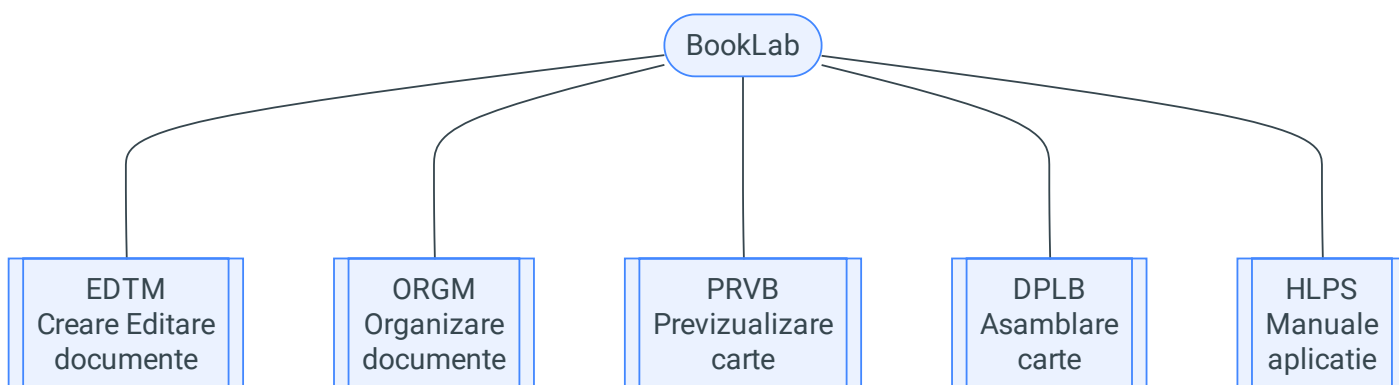 BookLab
EDTM
Creare Editare
documente
ORGM
Organizare
documente
PRVB
Previzualizare
carte
DPLB
Asamblare
carte
HLPS
Manuale
aplicatie